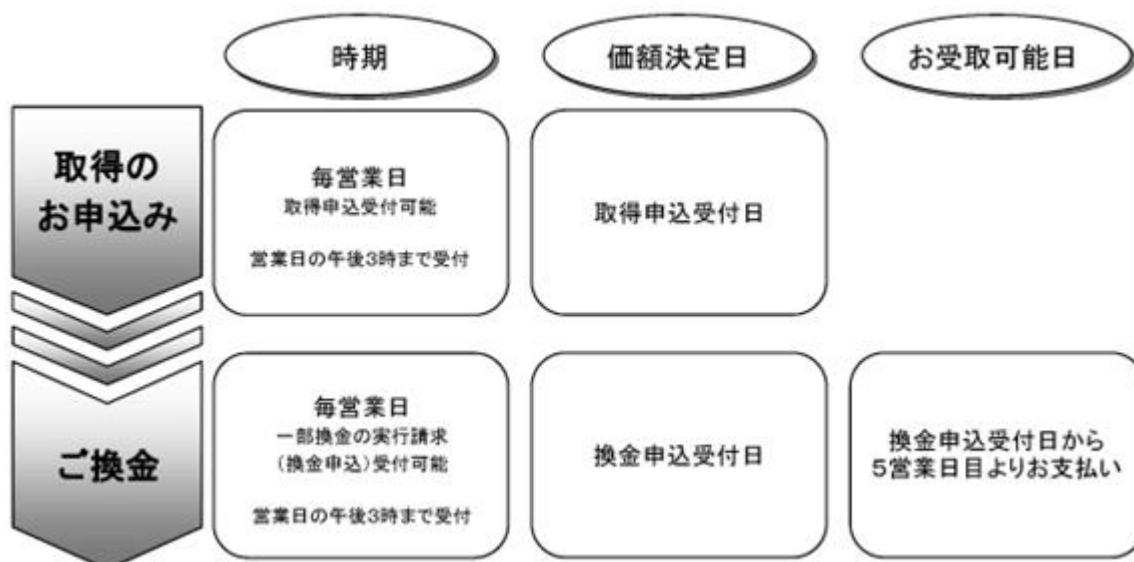 時期
価額決定日
お受取可能日
取得の
お申込み
毎営業日
取得申込受付可能
営業日の午後3時まで受付
取得申込受付日
ご換金
毎営業日
一部換金の実行請求
(換金申込)受付可能
営業日の午後3時まで受付
換金申込受付日
換金申込受付日から
5営業日目よりお支払い